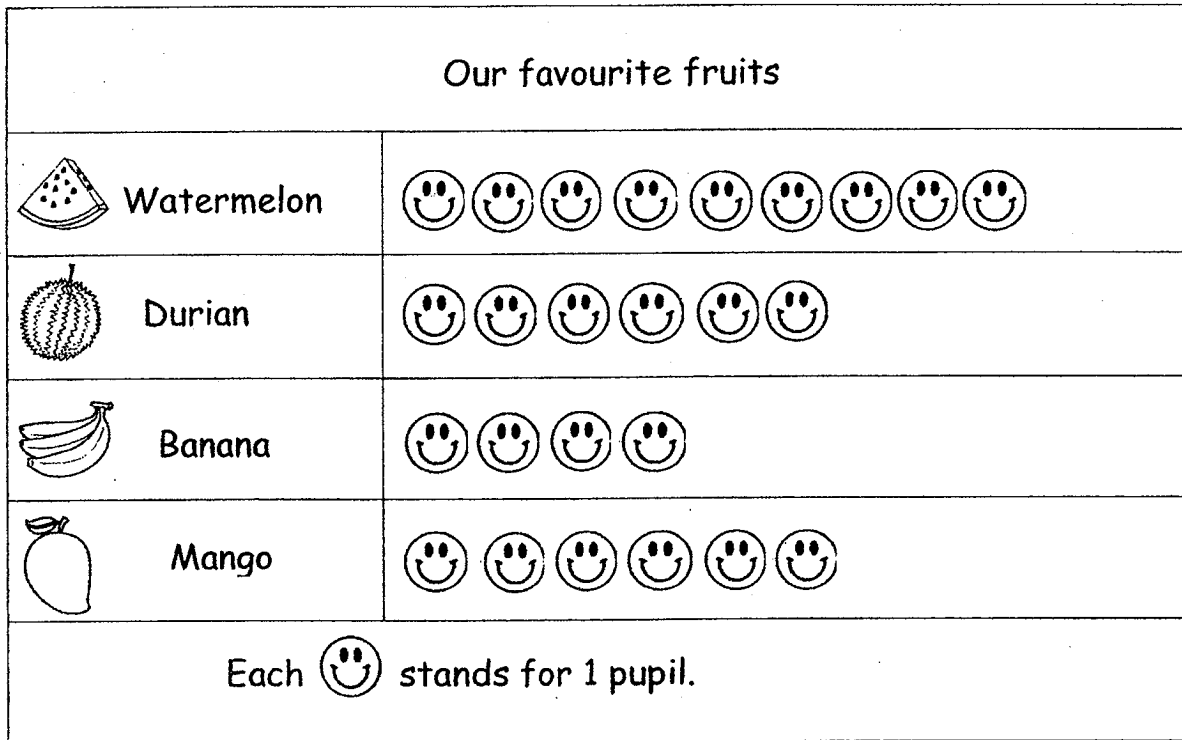 Our favourite fruits
Watermelon
Durian
Banana
Mango
Each stands for 1 pupil.